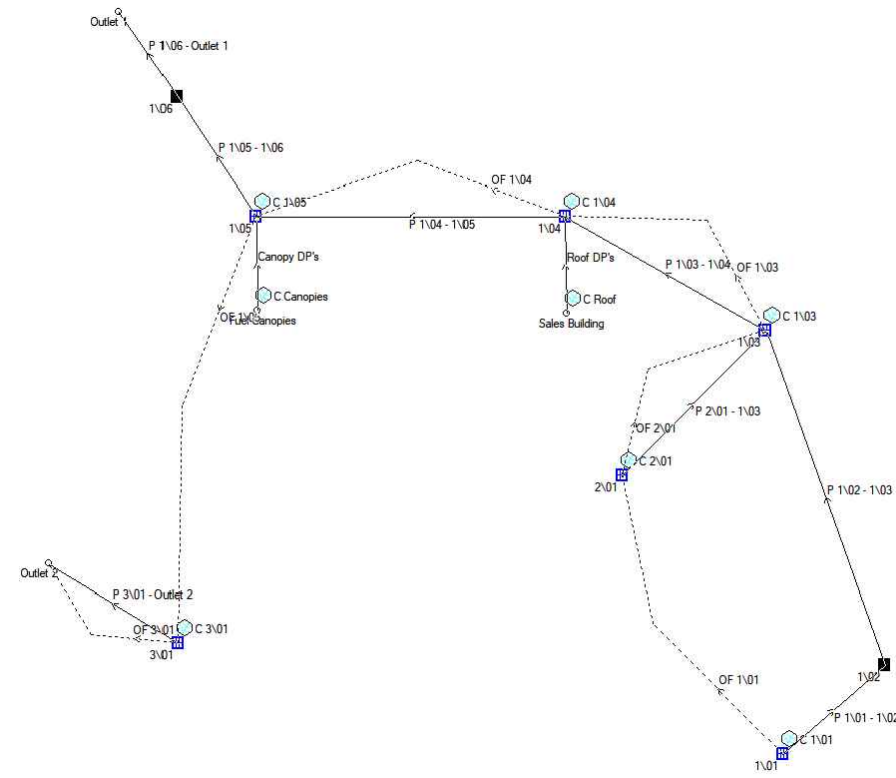 Outlet 1
P 1\06 - Outlet 1
1\06
P 1\05 - 1\06
OF 1\04
C 1\05
C 1\04
1\05
P 1\04 - 1\05
1\04
Canopy DP's
Roof DP's
P 1\03 - 1\04
OF 1\03
C Canopies
C Roof
Fuel Canopies
Sales Building
C 1\03
1\03
P 2\01 - 1\03
OF 2\01
C 2\01
2\01
P 1\02 - 1\03
Outlet 2
P 3\01 - Outlet 2
OF 3\01
C 3\01
3\01
1\02
OF 1\01
P 1\01 - 1\02
C 1\01
1\01